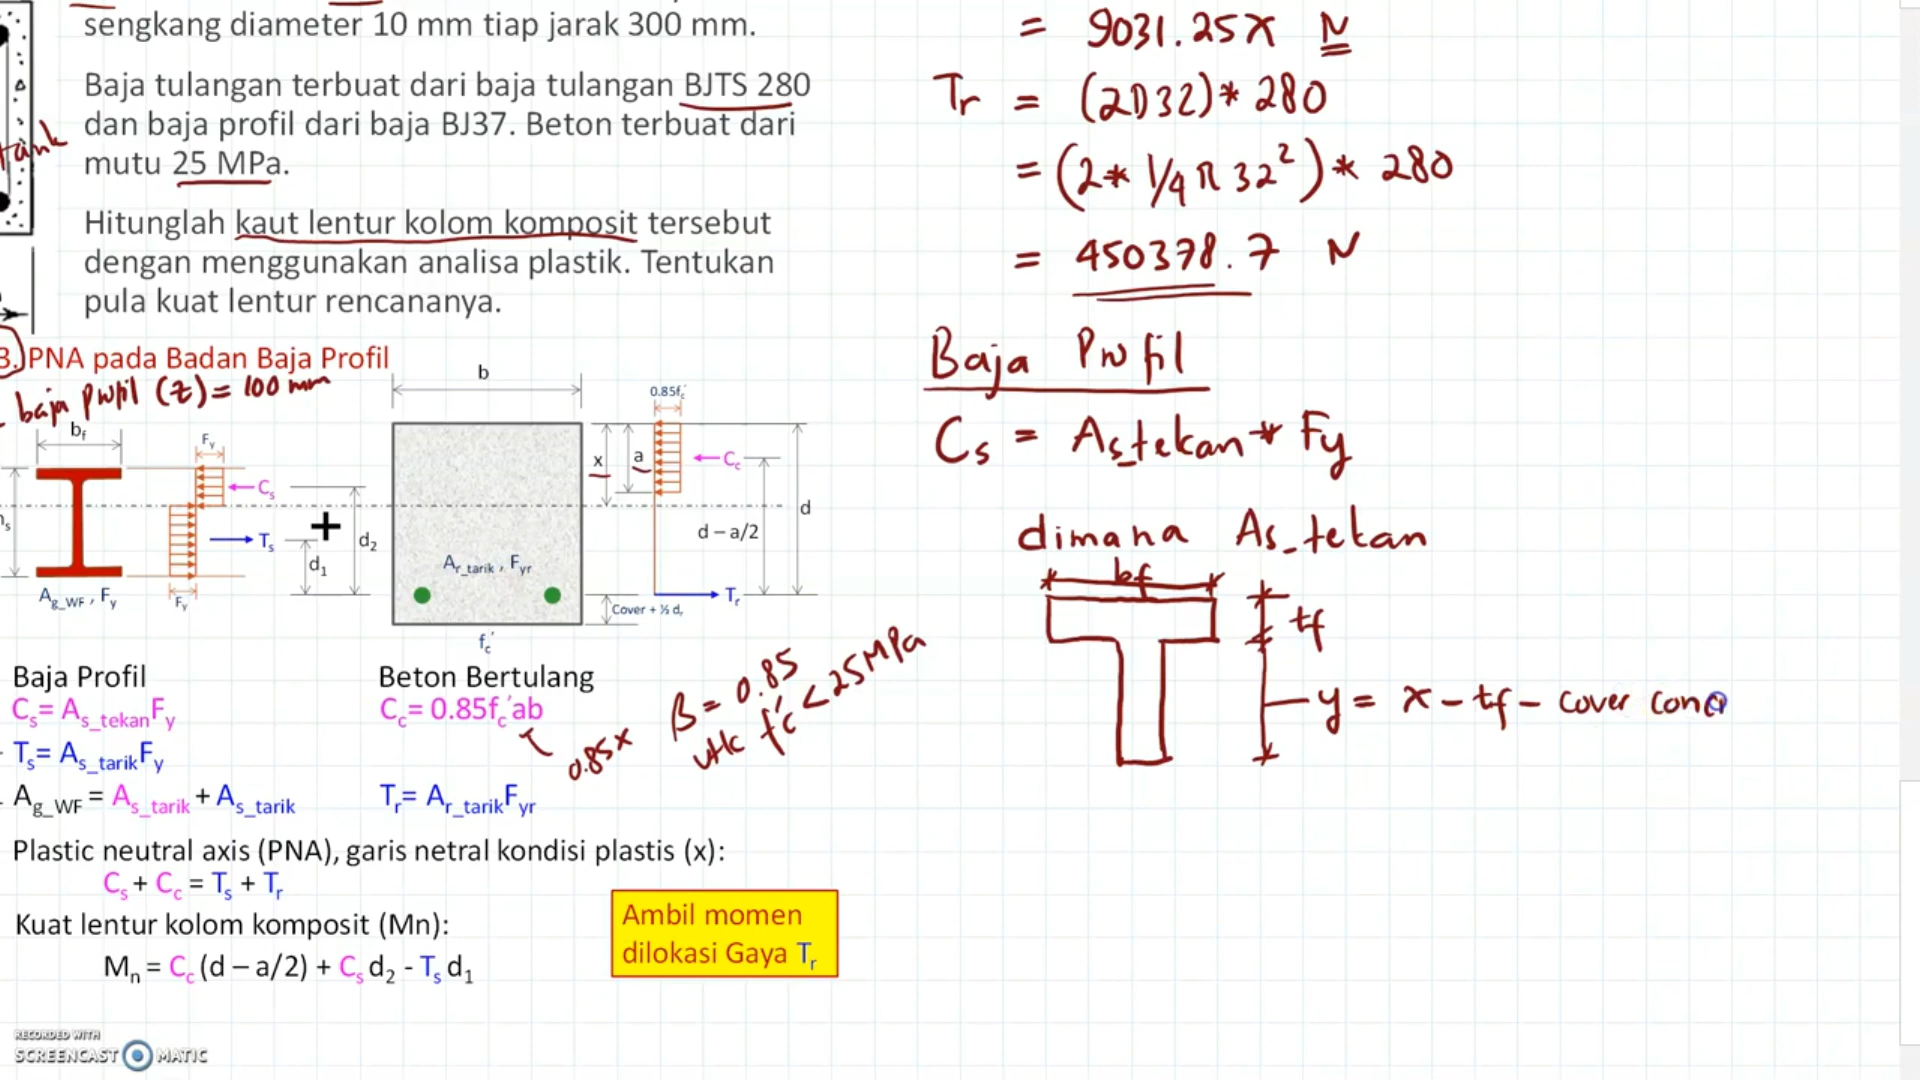 sengkang diameter 10 mm tiap jarak 300 mm.
Baja tulangan terbuat dari baja tulangan BJTS 280
dan baja profil dari baja BJ37. Beton terbuat dari
mutu 25 MPa.
Hitunglah kaut lentur kolom komposit tersebut
dengan menggunakan analisa plastik. Tentukan
pula kuat lentur rencananya.
3. PNA pada Badan Baja Profil
baja profil (z) = 100 mm
b
0.85fc'
bf
Fy
x
a
Cc
Cs
d
Ts
d2
d – a/2
d1
Ar_tarik , Fyr
Ag_WF , Fy
Fy
Cover + ½ dr
Tr
fc'
Baja Profil
Cs= As_tekanFy
Ts= As_tarikFy
Ag_WF = As_tarik + As_tarik
Beton Bertulang
Cc= 0.85fc'ab
0.85x
β = 0.85
utk f'c < 25 MPa
Tr= Ar_tarikFyr
Plastic neutral axis (PNA), garis netral kondisi plastis (x):
Cs + Cc = Ts + Tr
Kuat lentur kolom komposit (Mn):
Mn = Cc (d – a/2) + Cs d2 - Ts d1
Ambil momen
dilokasi Gaya Tr
= 9031.25x N
Tr = (2D32)* 280
= (2* 1/4 π 32²)* 280
= 450378.7 N
Baja Profil
Cs = As_tekan * Fy
dimana As_tekan
bf
tf
y = x - tf - cover conc
RECORDED WITH
SCREENCAST MATIC